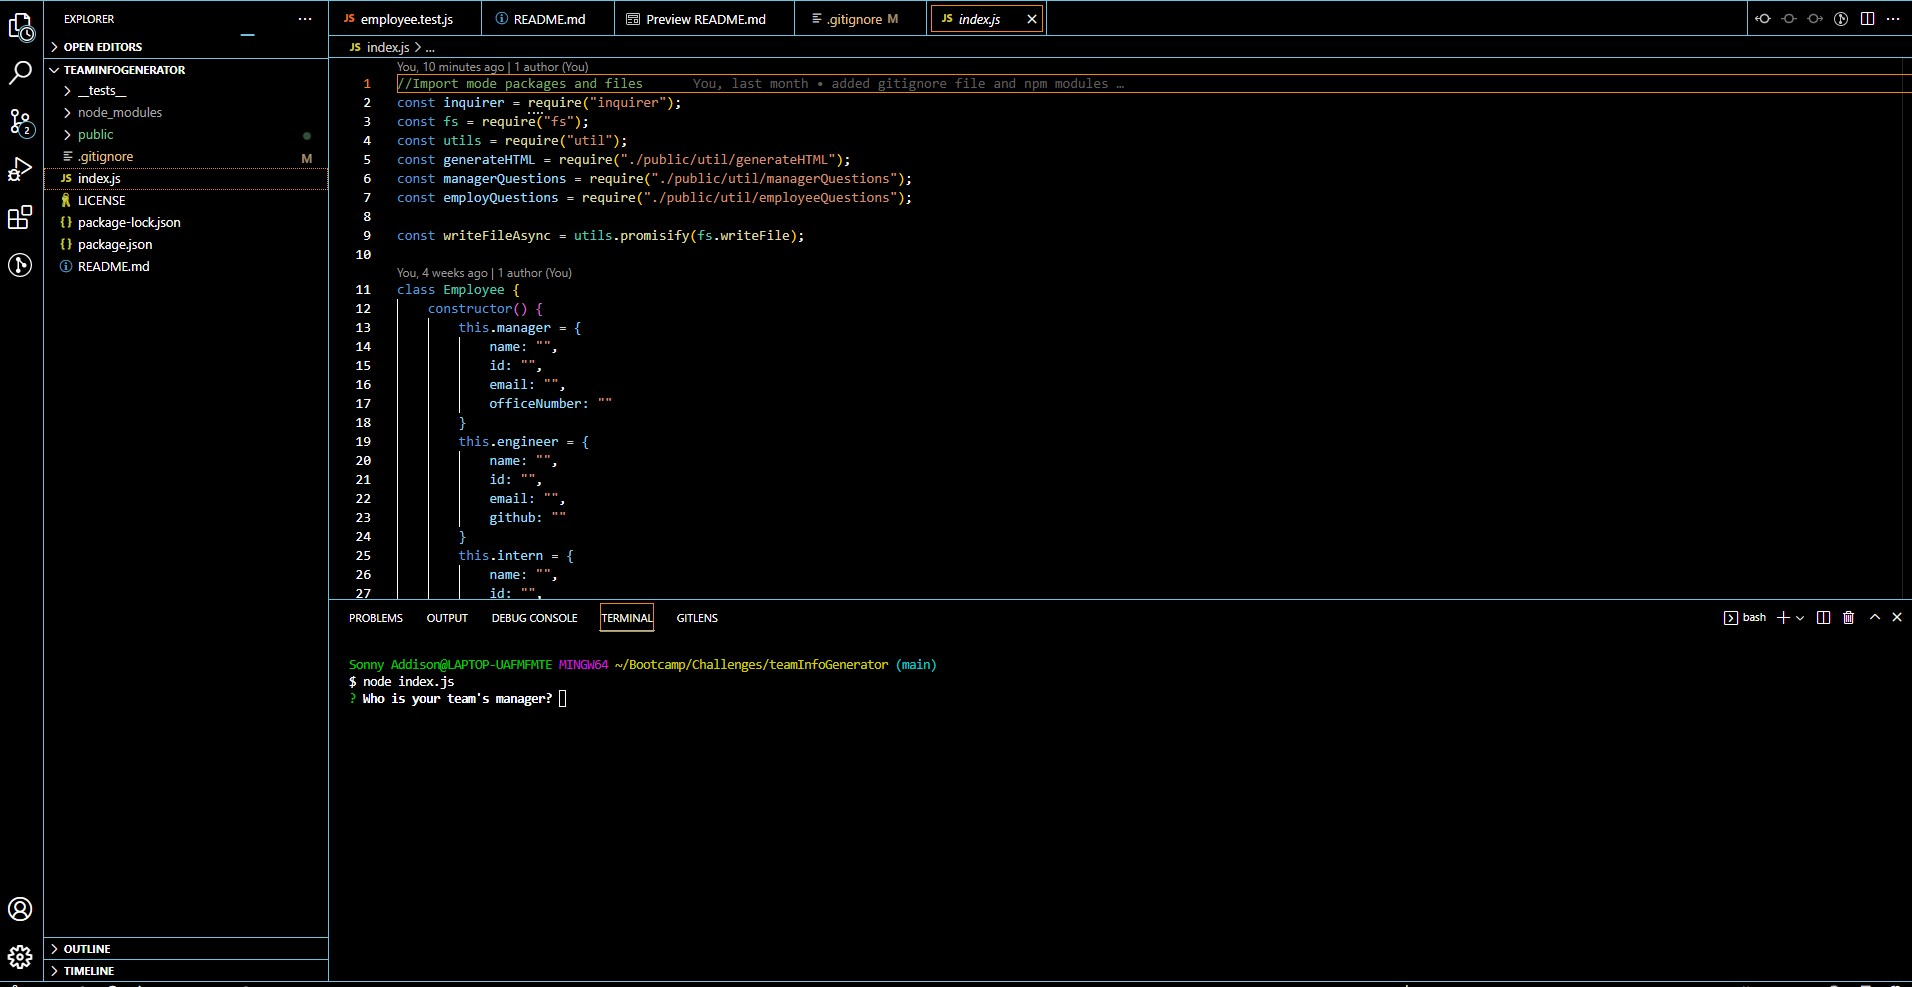 EXPLORER
OPEN EDITORS
TEAMINFOGENERATOR
__tests__
node_modules
public
.gitignore M
JS index.js
LICENSE
{} package-lock.json
{} package.json
README.md
OUTLINE
TIMELINE
2
JS employee.test.js
README.md
Preview README.md
.gitignore M
JS index.js
JS index.js > ...
You, 10 minutes ago | 1 author (You)
1 //Import mode packages and files You, last month • added gitignore file and npm modules …
2 const inquirer = require("inquirer");
3 const fs = require("fs");
4 const utils = require("util");
5 const generateHTML = require("./public/util/generateHTML");
6 const managerQuestions = require("./public/util/managerQuestions");
7 const employQuestions = require("./public/util/employeeQuestions");
8
9 const writeFileAsync = utils.promisify(fs.writeFile);
10
You, 4 weeks ago | 1 author (You)
11 class Employee {
12 constructor() {
13 this.manager = {
14 name: "",
15 id: "",
16 email: "",
17 officeNumber: ""
18 }
19 this.engineer = {
20 name: "",
21 id: "",
22 email: "",
23 github: ""
24 }
25 this.intern = {
26 name: "",
27 id: "",
PROBLEMS OUTPUT DEBUG CONSOLE TERMINAL GITLENS
bash
Sonny Addison@LAPTOP-UAFMFMTE MINGW64 ~/Bootcamp/Challenges/teamInfoGenerator (main)
$ node index.js
? Who is your team's manager?